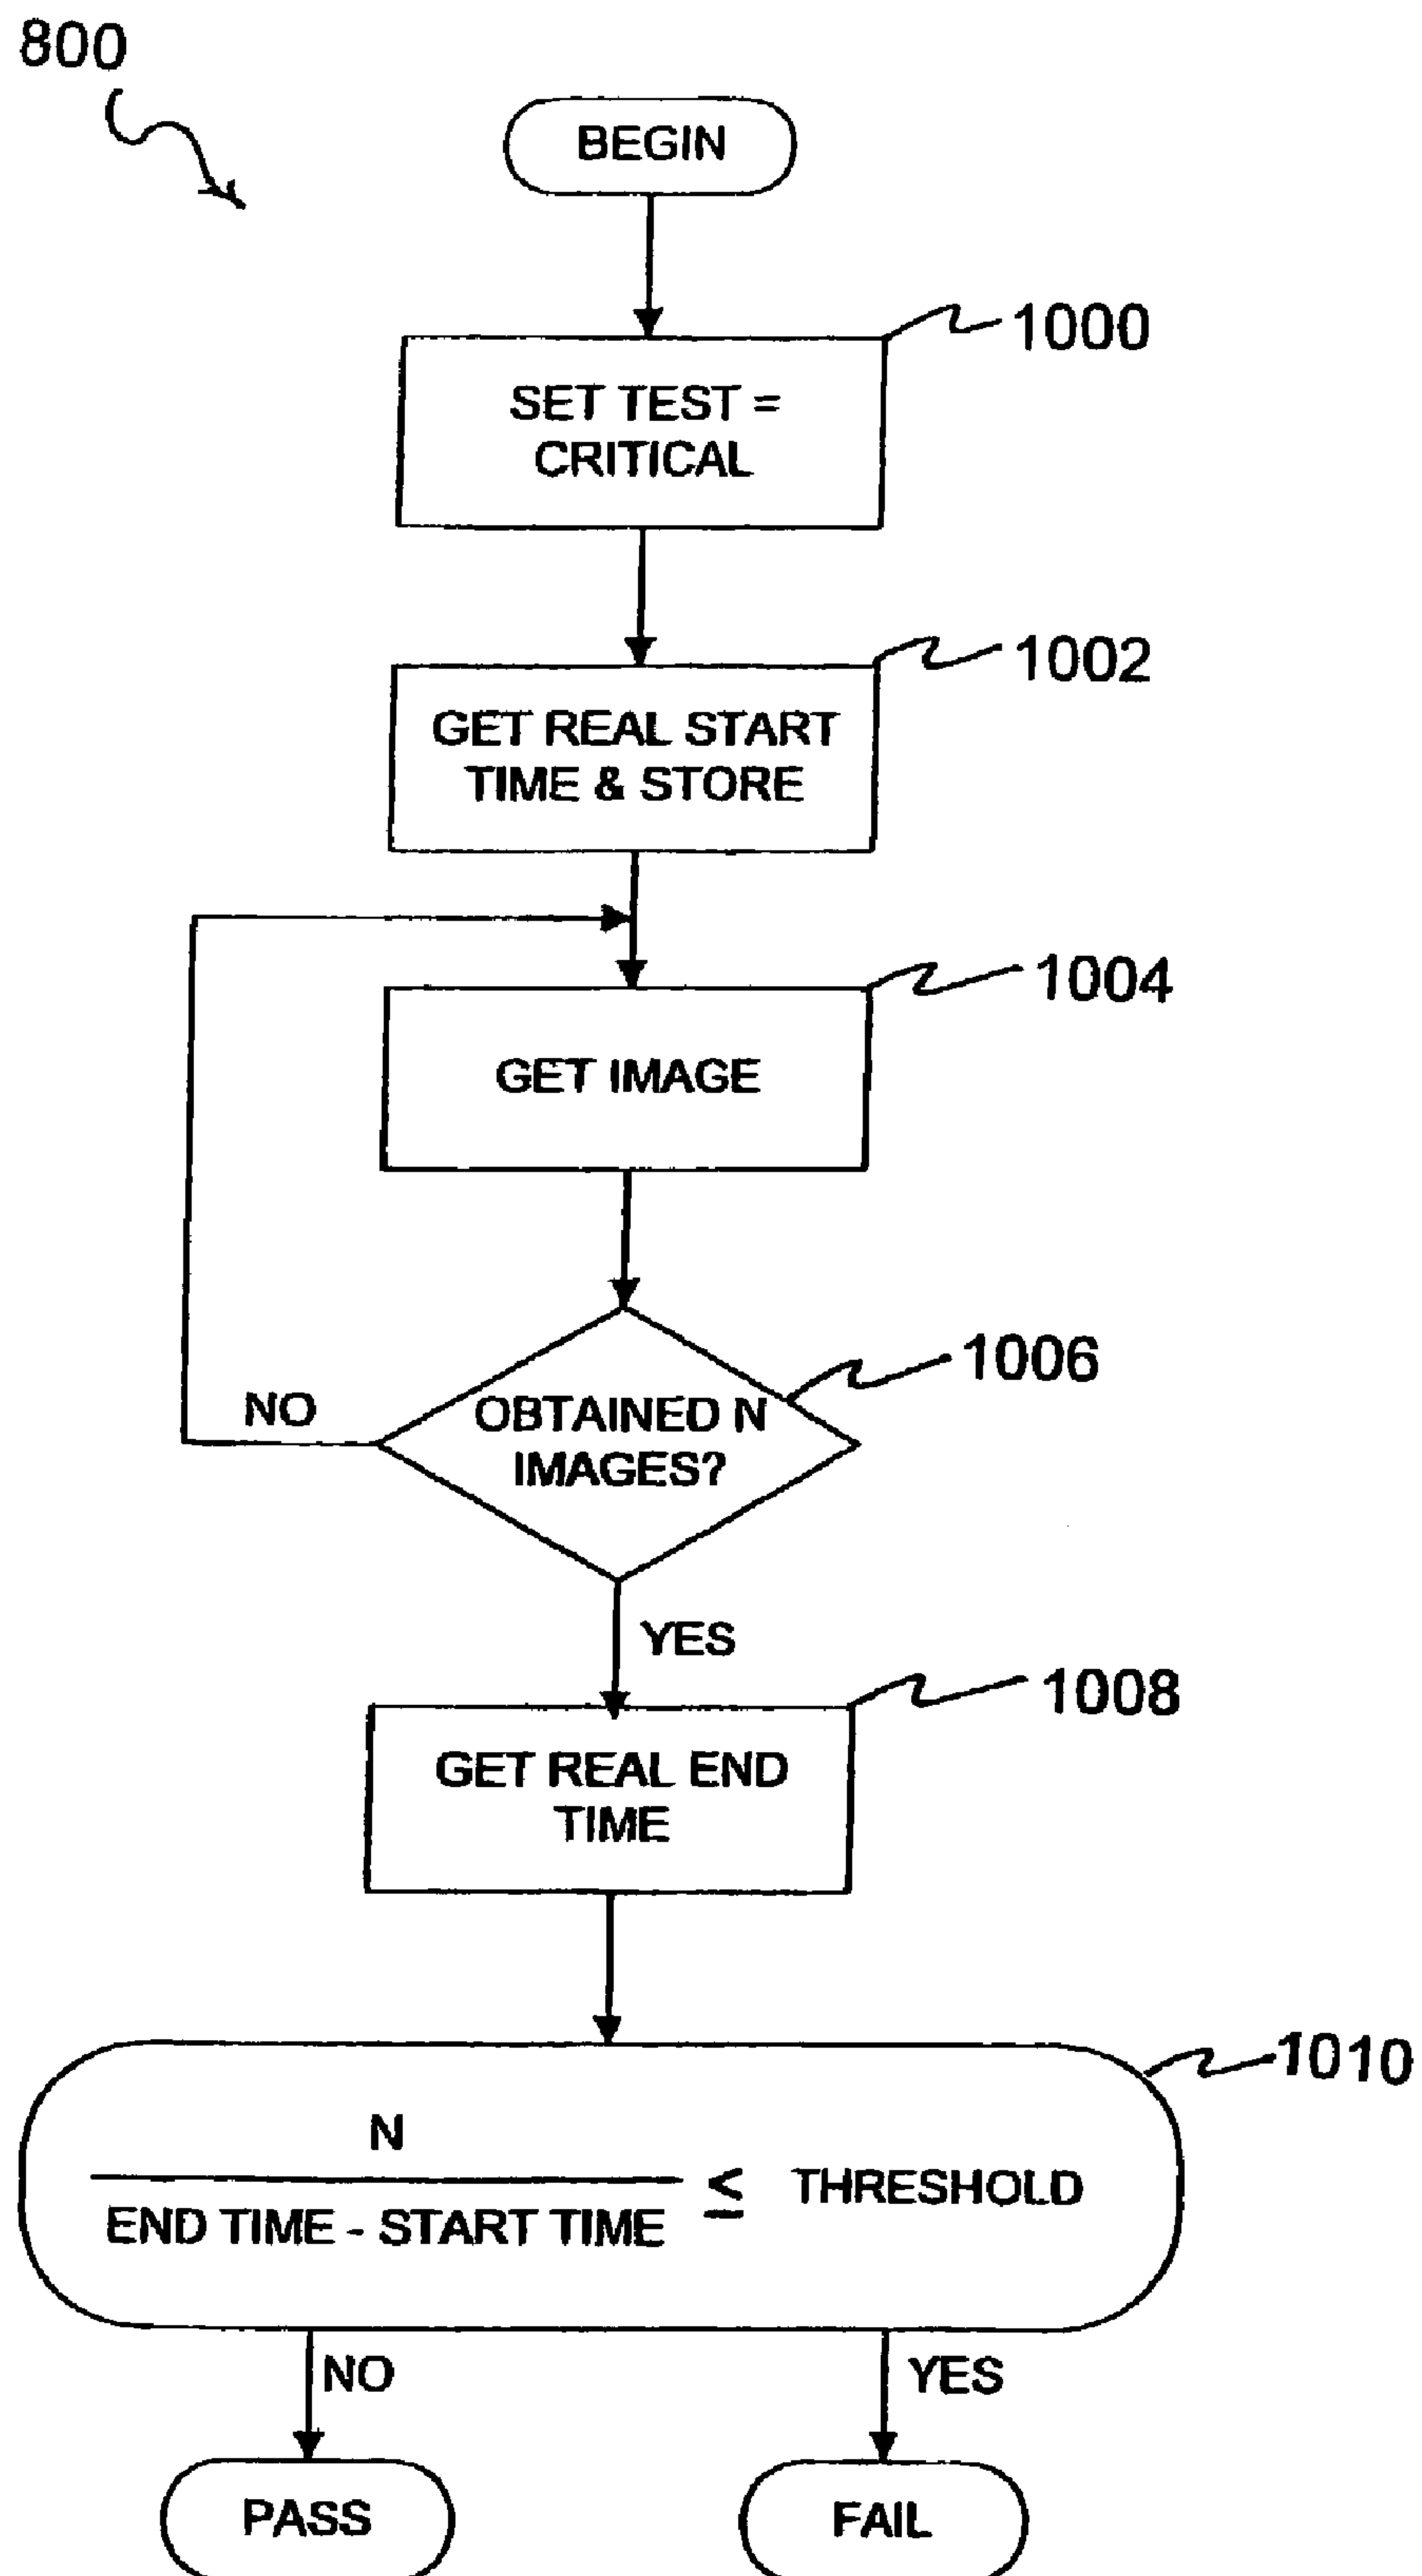 800
BEGIN
1000
SET TEST =
CRITICAL
1002
GET REAL START
TIME & STORE
1004
GET IMAGE
1006
OBTAINED N
IMAGES?
NO
YES
1008
GET REAL END
TIME
1010
N
≤ THRESHOLD
END TIME - START TIME
NO
YES
PASS
FAIL